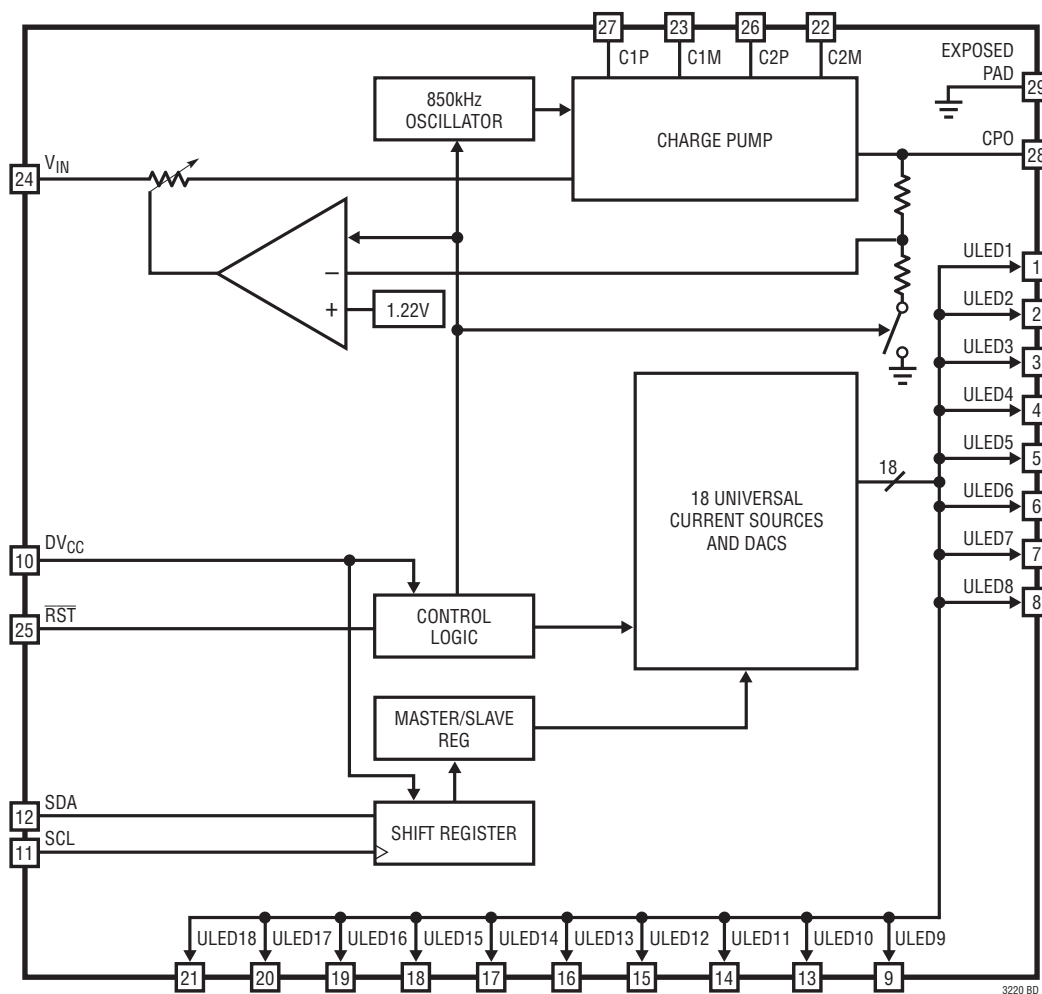 27
23
26
22
C1P
C1M
C2P
C2M
EXPOSED
PAD
29
850kHz
OSCILLATOR
CHARGE PUMP
CPO
28
VIN
24
ULED1
1
–
+
1.22V
ULED2
2
ULED3
3
ULED4
4
ULED5
5
18
ULED6
6
18 UNIVERSAL
CURRENT SOURCES
AND DACS
ULED7
7
ULED8
8
DVCC
10
RST
25
CONTROL
LOGIC
MASTER/SLAVE
REG
SDA
12
SCL
11
SHIFT REGISTER
ULED18
ULED17
ULED16
ULED15
ULED14
ULED13
ULED12
ULED11
ULED10
ULED9
21
20
19
18
17
16
15
14
13
9
3220 BD